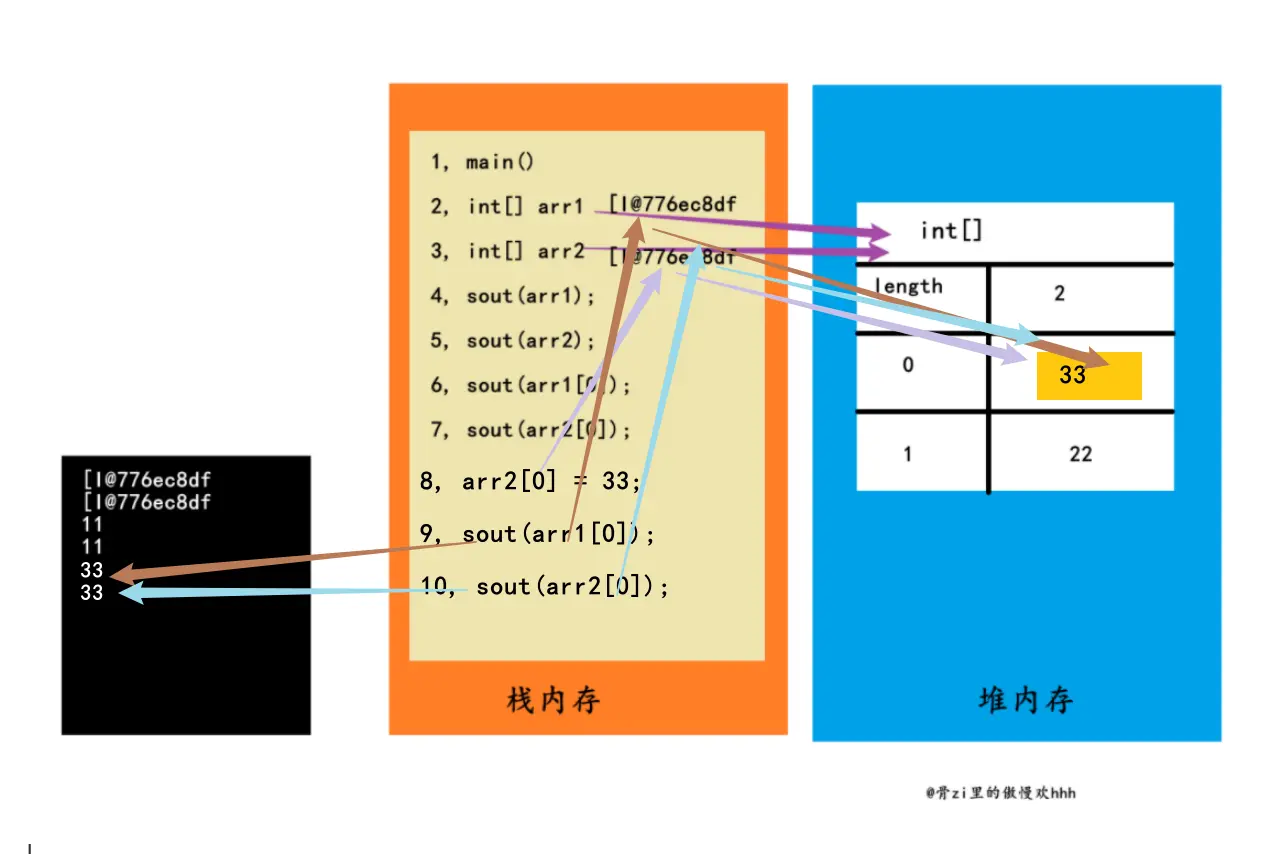 1, main()
2, int[] arr1 [l@776ec8df
3, int[] arr2 [l@776ec8df
4, sout(arr1);
5, sout(arr2);
6, sout(arr1[0]);
7, sout(arr2[0]);
8, arr2[0] = 33;
9, sout(arr1[0]);
10, sout(arr2[0]);
栈内存
int[]
length 2
0 33
1 22
堆内存
[l@776ec8df
[l@776ec8df
11
11
33
33
@骨zi里的傲慢欢hhh